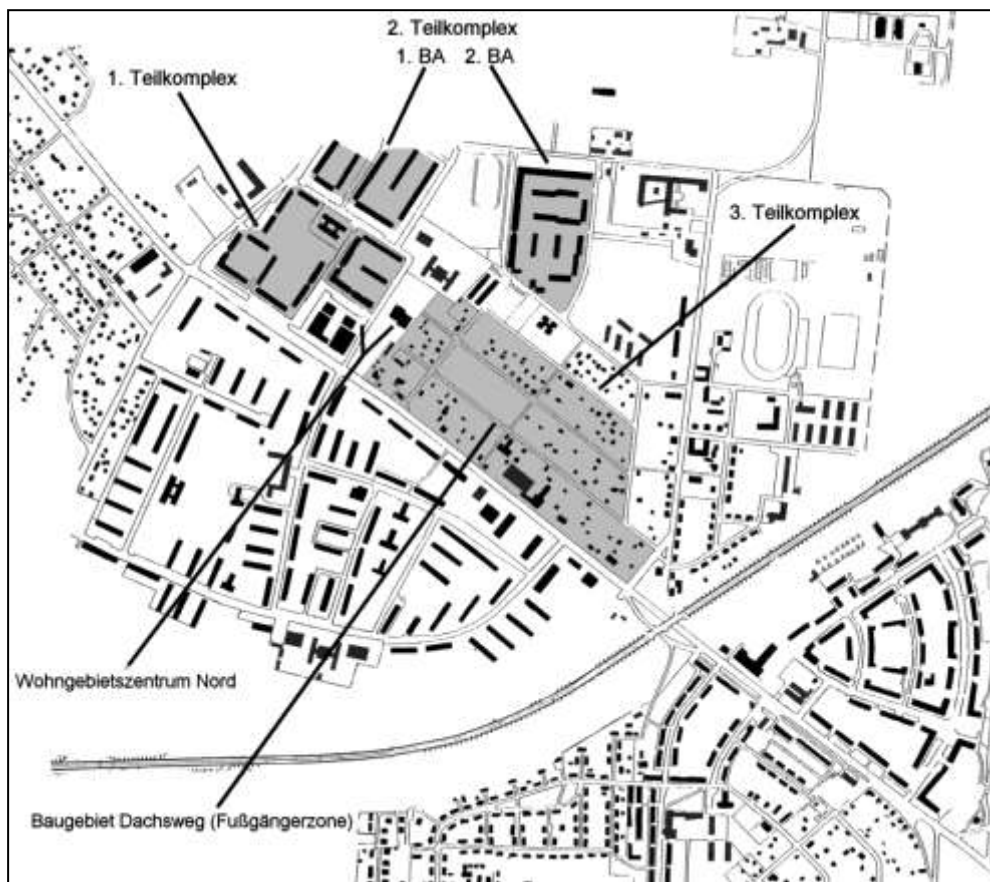 2. Teilkomplex
1. BA 2. BA
1. Teilkomplex
3. Teilkomplex
Wohngebietszentrum Nord
Baugebiet Dachsweg (Fußgängerzone)